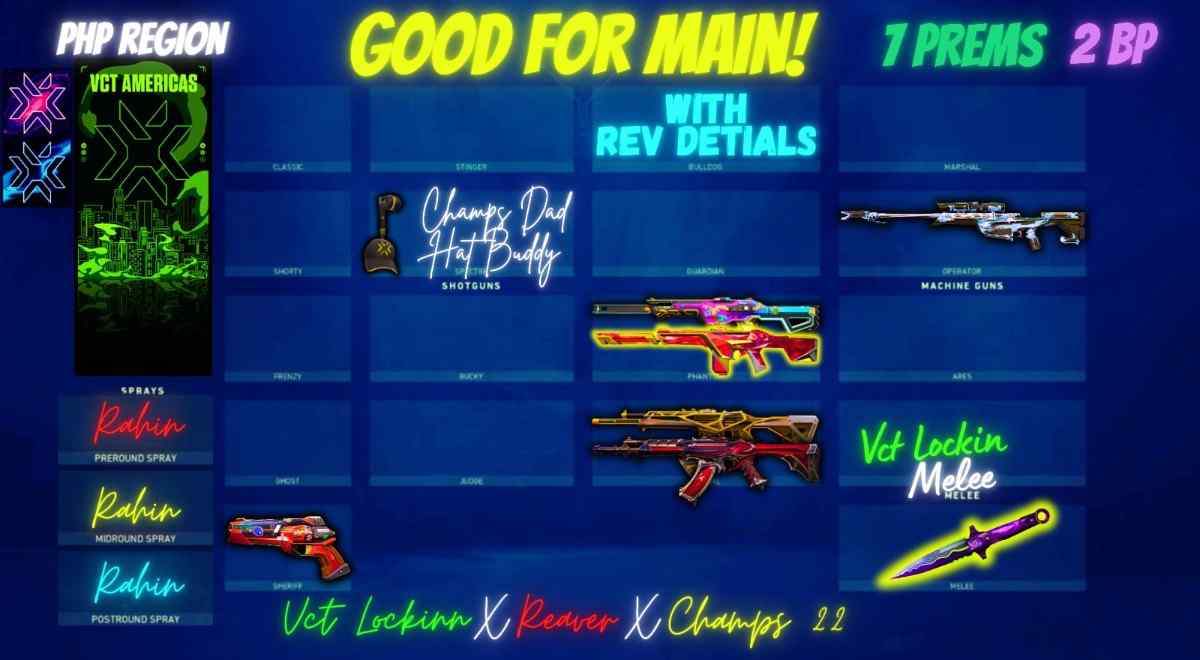 PHP REGION
GOOD FOR MAIN!
7 PREMS 2 BP
VCT AMERICAS
WITH
REV DETIALS
CLASSIC
STINGER
BULLDOG
MARSHAL
Champs Dad
Hat Buddy
SHORTY
SPECTRE
GUARDIAN
OPERATOR
SHOTGUNS
MACHINE GUNS
FRENZY
BUCKY
PHANT
ARES
SPRAYS
Rahin
PREROUND SPRAY
Vct Lockin
Melee
GHOST
JUDGE
MELEE
Rahin
MIDROUND SPRAY
Rahin
POSTROUND SPRAY
SHERIFF
MELEE
Vct Lockinn X Reaver X Champs 22